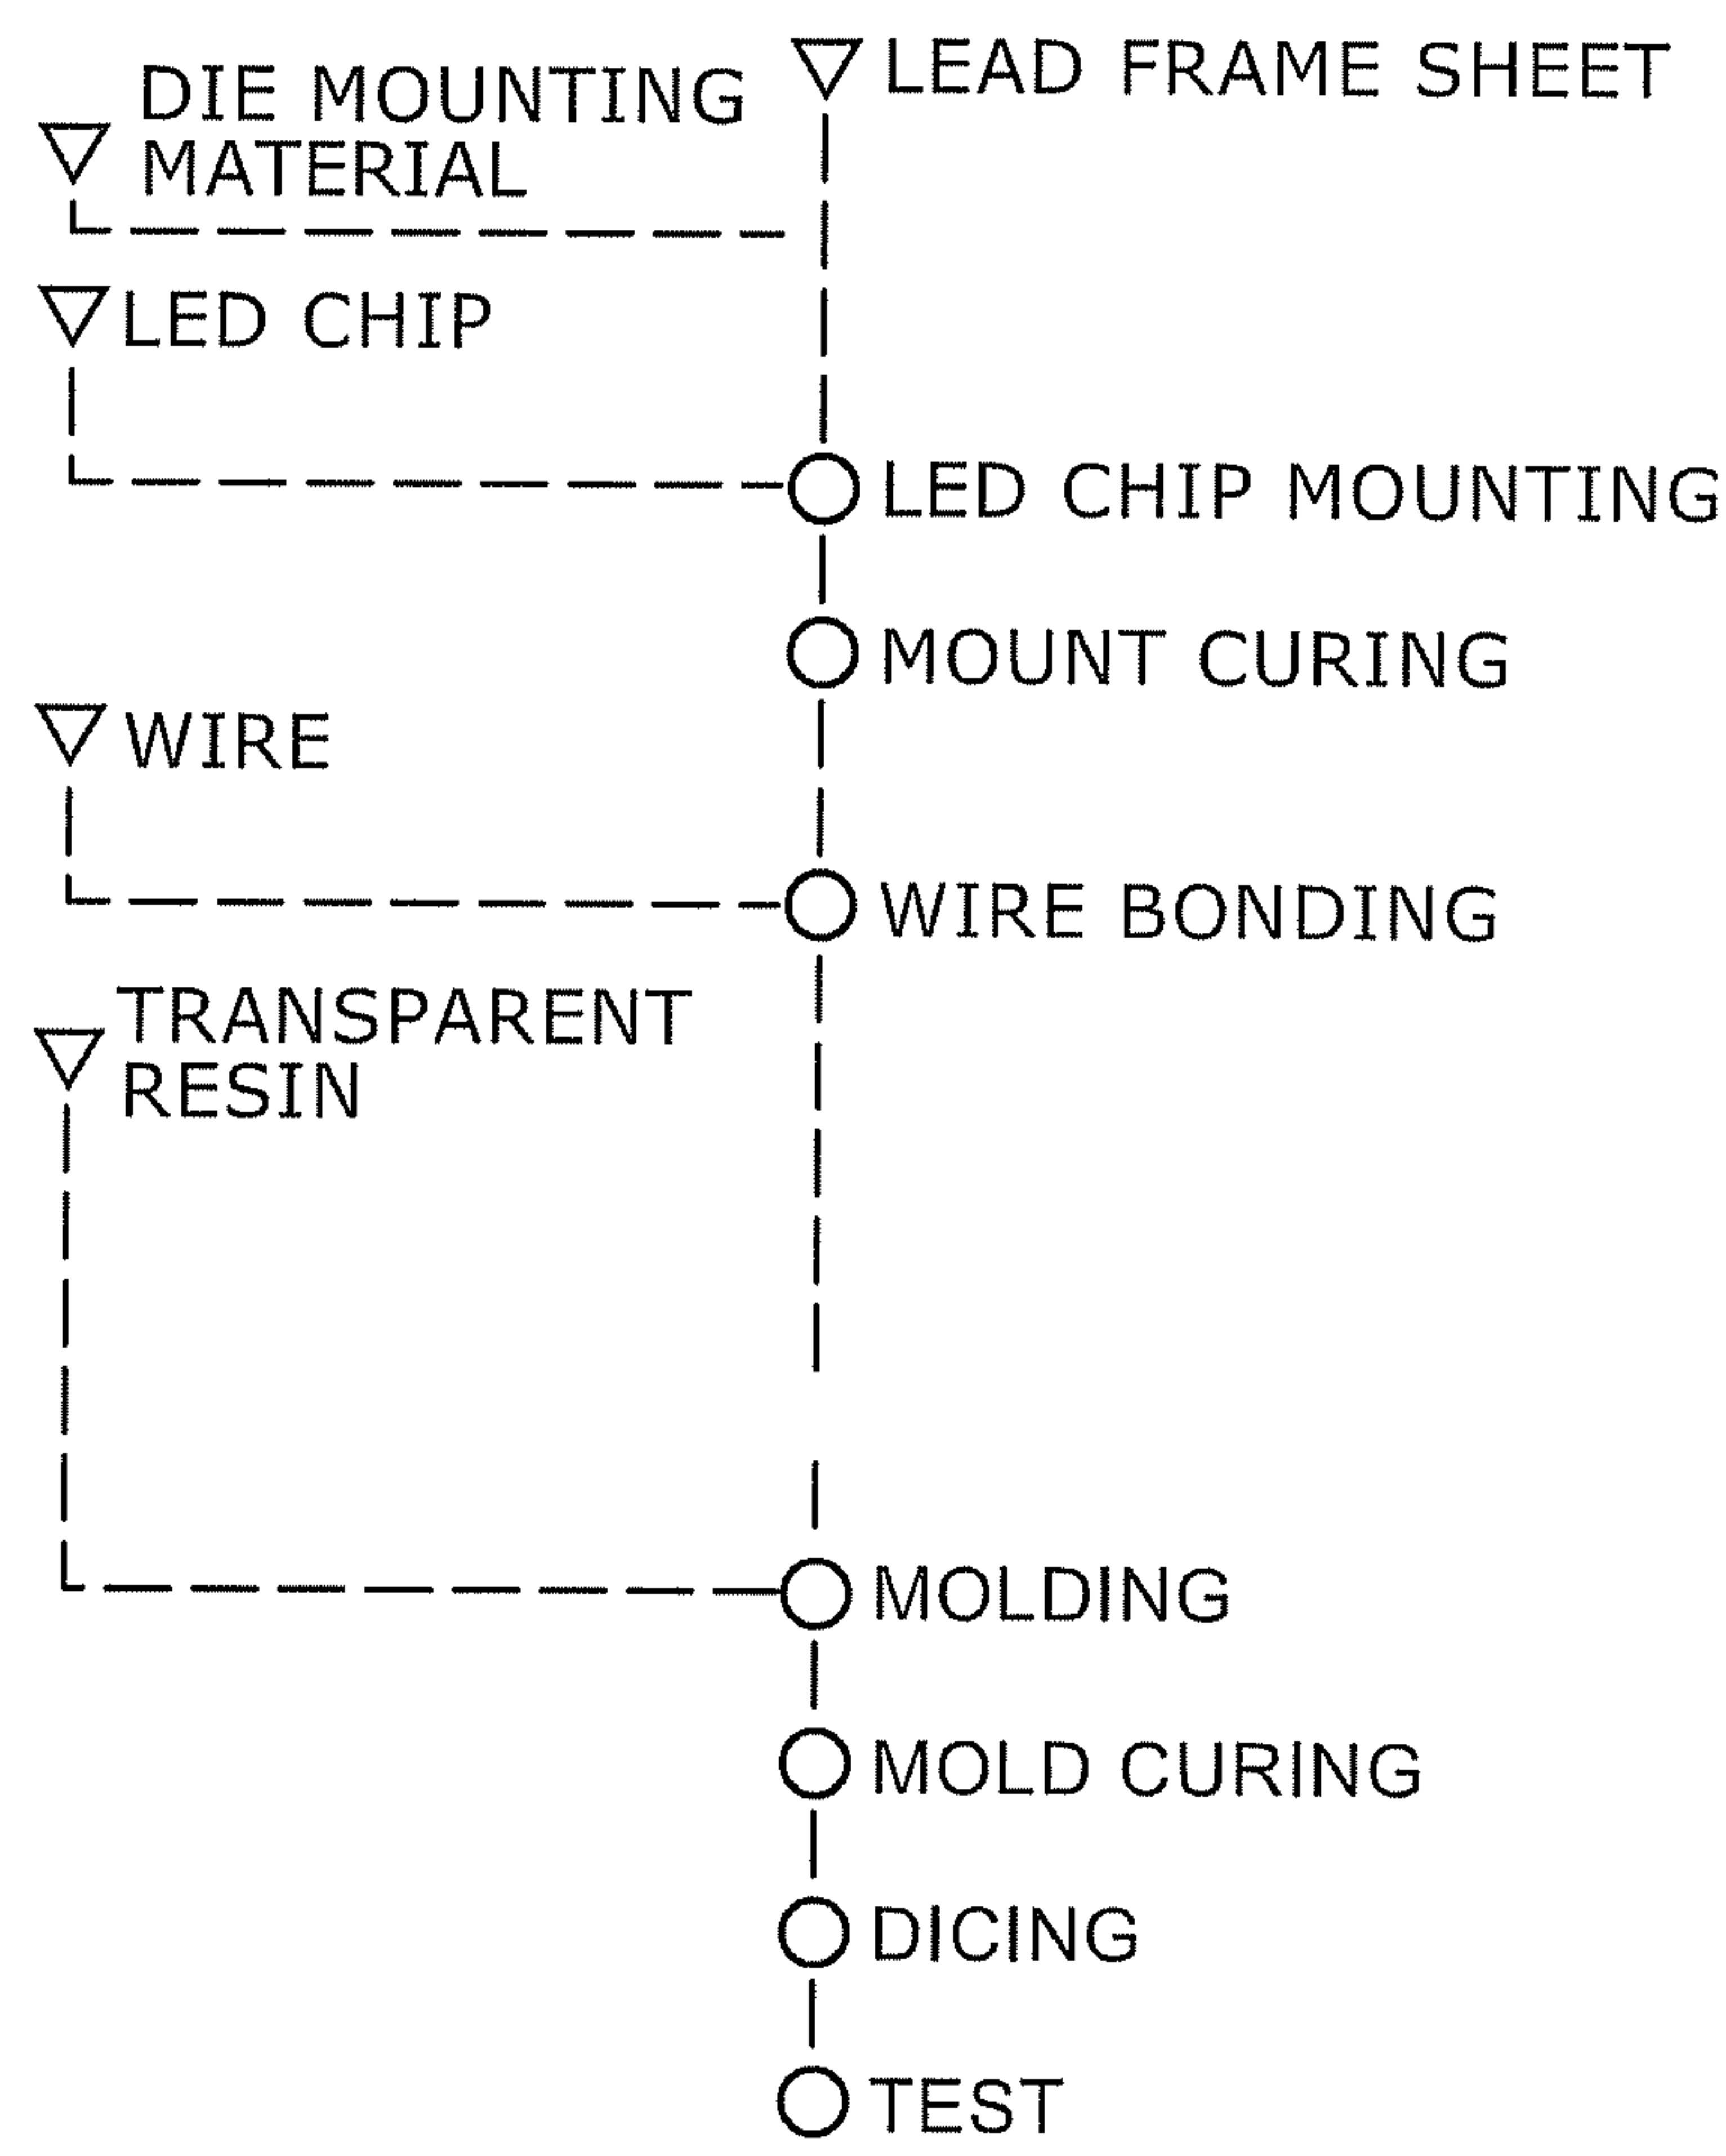 LEAD FRAME SHEET
DIE MOUNTING
MATERIAL
LED CHIP
LED CHIP MOUNTING
MOUNT CURING
WIRE
WIRE BONDING
TRANSPARENT
RESIN
MOLDING
MOLD CURING
DICING
TEST